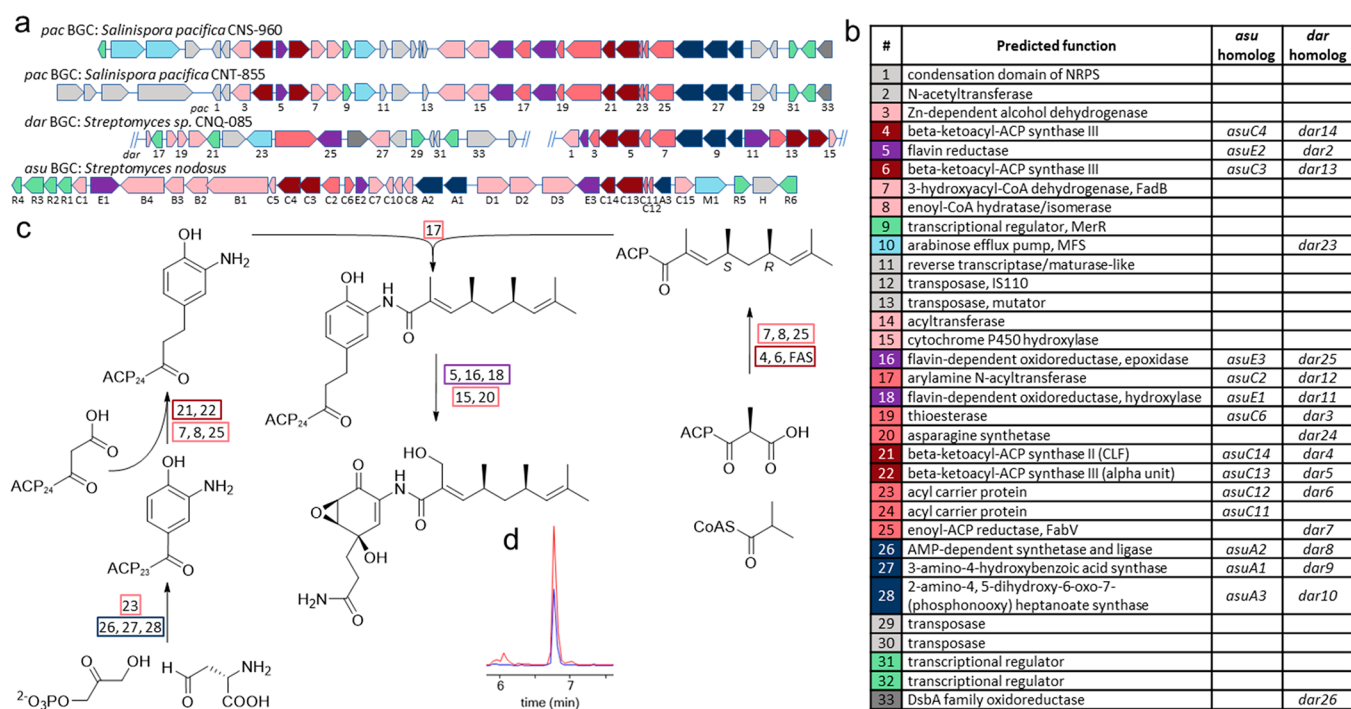 a
pac BGC: Salinispora pacifica CNS-960
pac BGC: Salinispora pacifica CNT-855
pac 1 3 5 7 9 11 13 15 17 19 21 23 25 27 29 31 33
dar BGC: Streptomyces sp. CNQ-085
dar 17 19 21 23 25 27 29 31 33 1 3 5 7 9 11 13 15
asu BGC: Streptomyces nodosus
R4 R3 R2 R1 C1 E1 B4 B3 B2 B1 C5 C4 C3 C2 C6 E2 C7 C10 C8 A2 A1 D1 D2 D3 E3 C14 C13 C11 A3 C15 M1 R5 H R6
C12
b
# Predicted function asu homolog dar homolog
1 condensation domain of NRPS
2 N-acetyltransferase
3 Zn-dependent alcohol dehydrogenase
4 beta-ketoacyl-ACP synthase III asuC4 dar14
5 flavin reductase asuE2 dar2
6 beta-ketoacyl-ACP synthase III asuC3 dar13
7 3-hydroxyacyl-CoA dehydrogenase, FadB
8 enoyl-CoA hydratase/isomerase
9 transcriptional regulator, MerR
10 arabinose efflux pump, MFS dar23
11 reverse transcriptase/maturase-like
12 transposase, IS110
13 transposase, mutator
14 acyltransferase
15 cytochrome P450 hydroxylase
16 flavin-dependent oxidoreductase, epoxidase asuE3 dar25
17 arylamine N-acyltransferase asuC2 dar12
18 flavin-dependent oxidoreductase, hydroxylase asuE1 dar11
19 thioesterase asuC6 dar3
20 asparagine synthetase dar24
21 beta-ketoacyl-ACP synthase II (CLF) asuC14 dar4
22 beta-ketoacyl-ACP synthase III (alpha unit) asuC13 dar5
23 acyl carrier protein asuC12 dar6
24 acyl carrier protein asuC11
25 enoyl-ACP reductase, FabV dar7
26 AMP-dependent synthetase and ligase asuA2 dar8
27 3-amino-4-hydroxybenzoic acid synthase asuA1 dar9
28 2-amino-4, 5-dihydroxy-6-oxo-7-
(phosphonooxy) heptanoate synthase asuA3 dar10
29 transposase
30 transposase
31 transcriptional regulator
32 transcriptional regulator
33 DsbA family oxidoreductase dar26
c
OH
NH2
ACP24
O
21, 22
7, 8, 25
OH
O
ACP24
O
OH
NH2
ACP23
O
23
26, 27, 28
O
OH
2-O3PO
H
O
NH2
COOH
17
OH
H
N
O
ACP24
O
5, 16, 18
15, 20
O
H
N
OH
O
O
OH
H2N
O
ACP
O
S
R
7, 8, 25
4, 6, FAS
ACP
OH
O
O
CoAS
O
d
6
7
time (min)